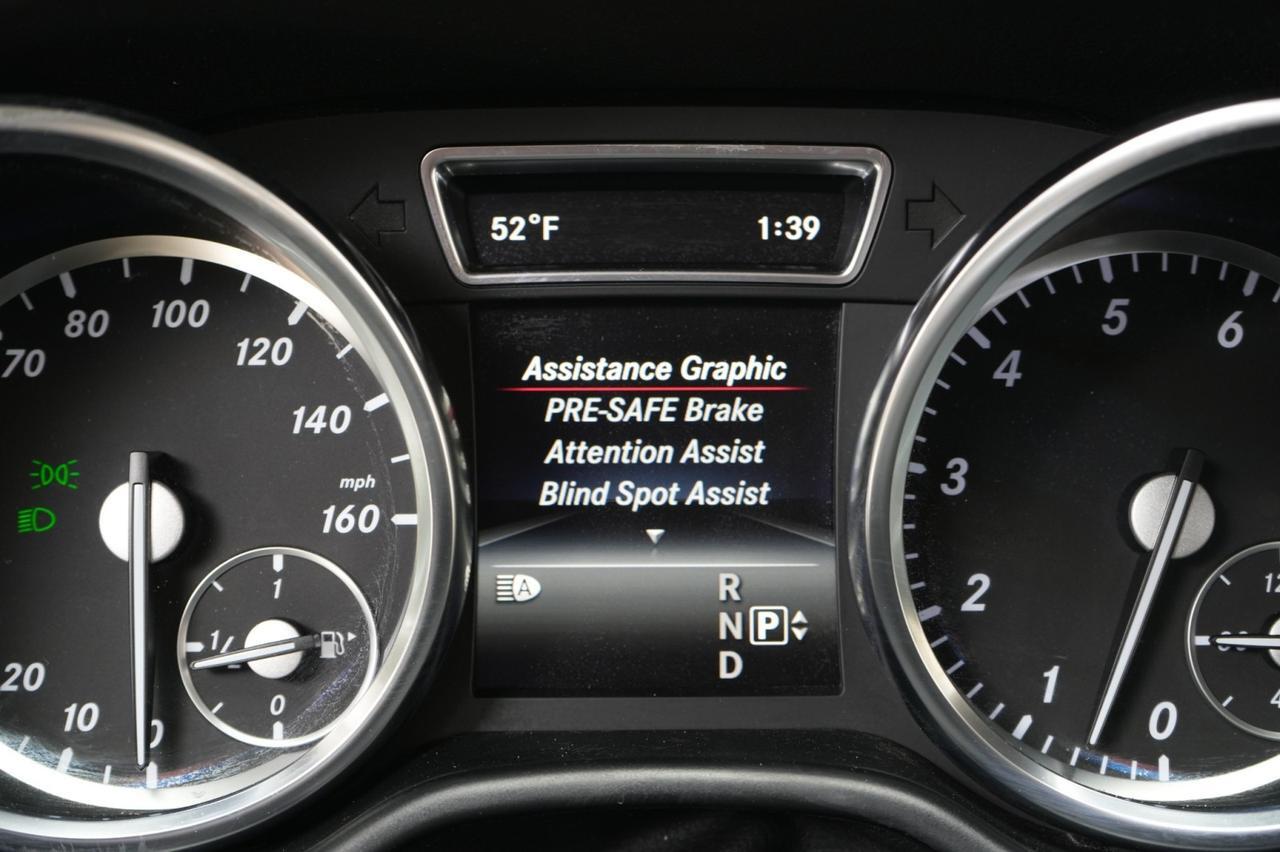 52°F 1:39
Assistance Graphic
PRE-SAFE Brake
Attention Assist
Blind Spot Assist
A
R
N P
D
10
20
70
80
100
120
140
mph
160
1
0
0
1
2
3
4
5
6